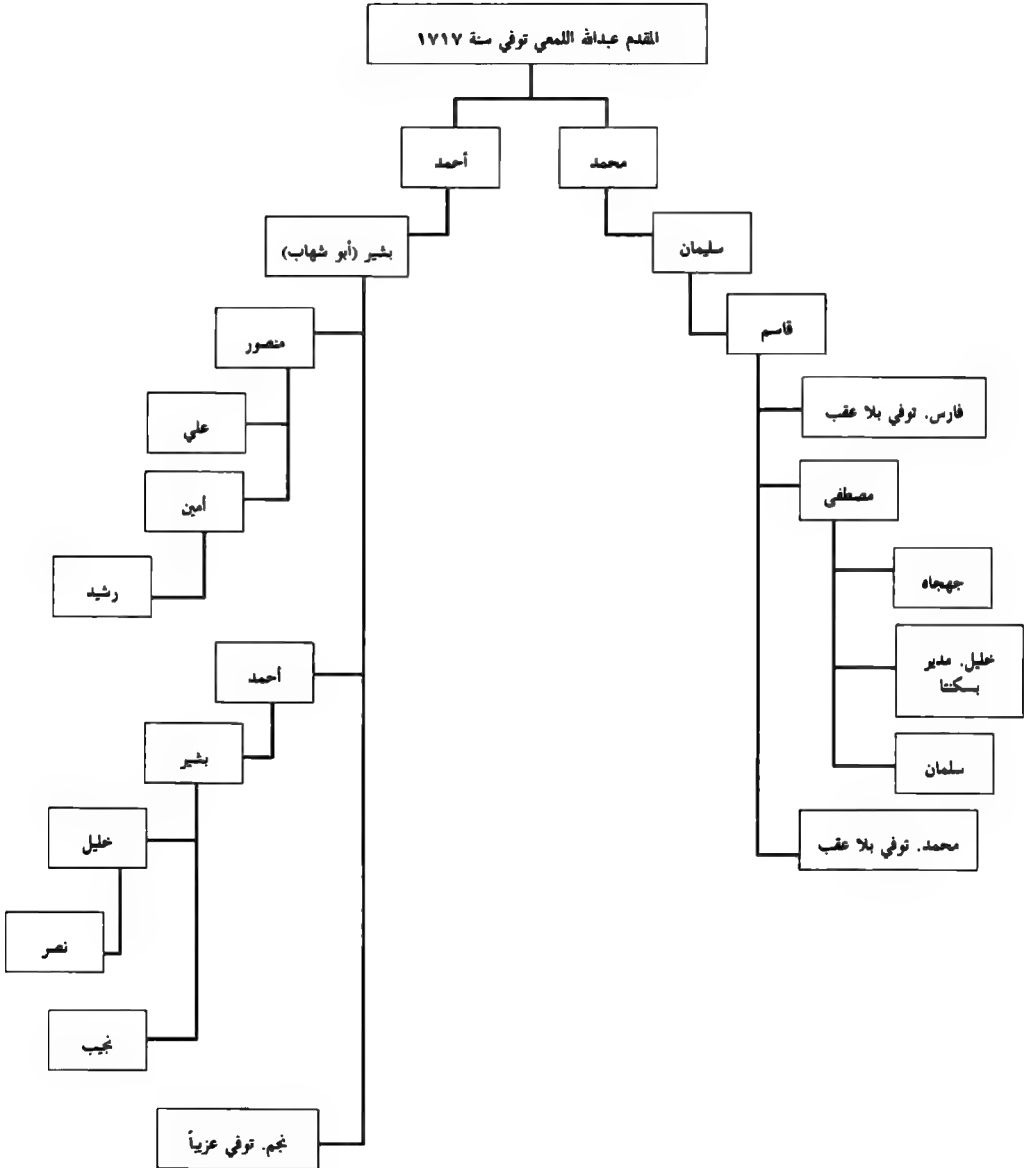 المقدم عبدالله اللمعي توفي سنة ١٧١٧
محمد
أحمد
سليمان
بشير (أبو شهاب)
قاسم
منصور
فارس. توفي بلا عقب
علي
مصطفى
أمين
جهجاه
رشيد
خليل. مدير
بسكنتا
أحمد
بشير
سلمان
خليل
محمد. توفي بلا عقب
نصر
نجيب
نجم. توفي عزيباً